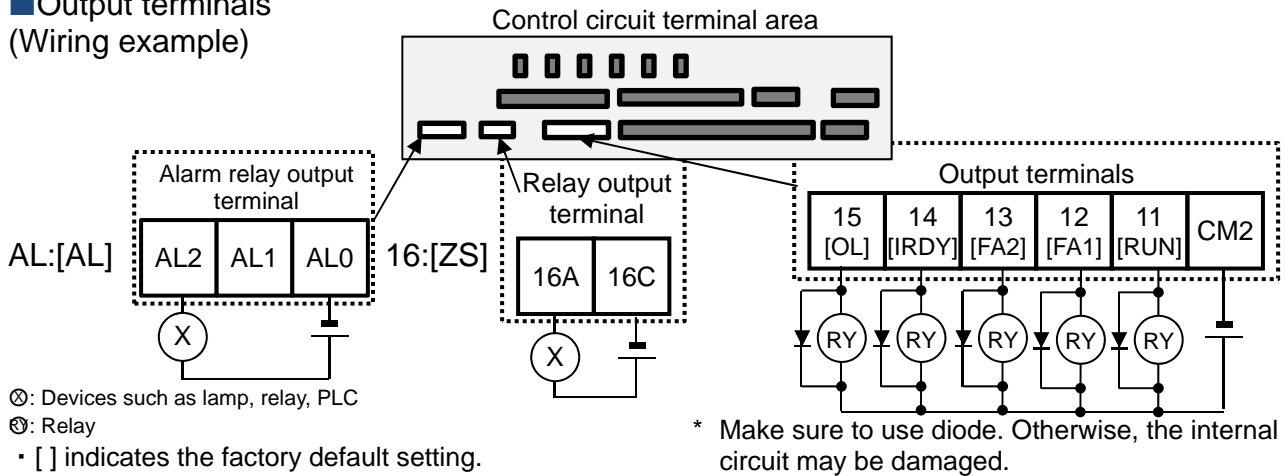 ■Output terminals
(Wiring example)
Control circuit terminal area
Alarm relay output
terminal
AL:[AL]
AL2 AL1 AL0
X
Relay output
terminal
16:[ZS]
16A 16C
X
Output terminals
15 14 13 12 11 CM2
[OL] [IRDY] [FA2] [FA1] [RUN]
RY RY RY RY RY
Ⓧ: Devices such as lamp, relay, PLC
RY: Relay
・[ ] indicates the factory default setting.
* Make sure to use diode. Otherwise, the internal
circuit may be damaged.